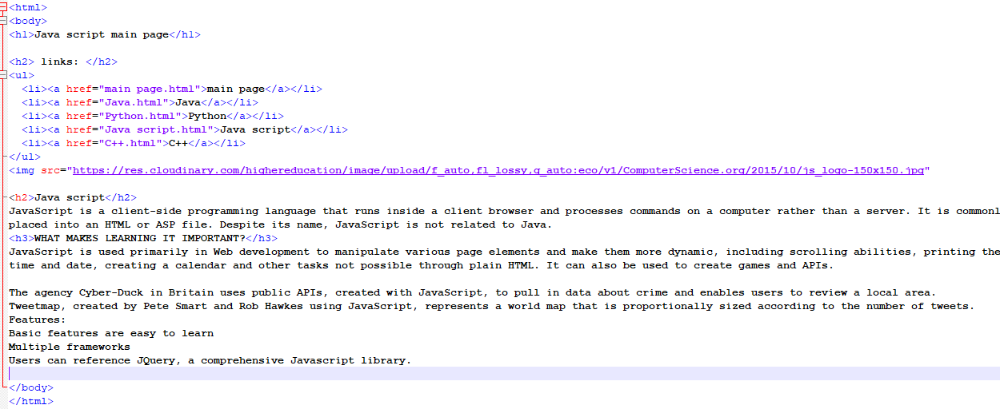 <html>
<body>
<h1>Java script main page</h1>
<h2> links: </h2>
<ul>
<li><a href="main page.html">main page</a></li>
<li><a href="Java.html">Java</a></li>
<li><a href="Python.html">Python</a></li>
<li><a href="Java script.html">Java script</a></li>
<li><a href="C++.html">C++</a></li>
</ul>
<img src="https://res.cloudinary.com/highereducation/image/upload/f_auto,fl_lossy,q_auto:eco/v1/ComputerScience.org/2015/10/js_logo-150x150.jpg"
<h2>Java script</h2>
JavaScript is a client-side programming language that runs inside a client browser and processes commands on a computer rather than a server. It is commonl
placed into an HTML or ASP file. Despite its name, JavaScript is not related to Java.
<h3>WHAT MAKES LEARNING IT IMPORTANT?</h3>
JavaScript is used primarily in Web development to manipulate various page elements and make them more dynamic, including scrolling abilities, printing the
time and date, creating a calendar and other tasks not possible through plain HTML. It can also be used to create games and APIs.
The agency Cyber-Duck in Britain uses public APIs, created with JavaScript, to pull in data about crime and enables users to review a local area.
Tweetmap, created by Pete Smart and Rob Hawkes using JavaScript, represents a world map that is proportionally sized according to the number of tweets.
Features:
Basic features are easy to learn
Multiple frameworks
Users can reference JQuery, a comprehensive Javascript library.
</body>
</html>